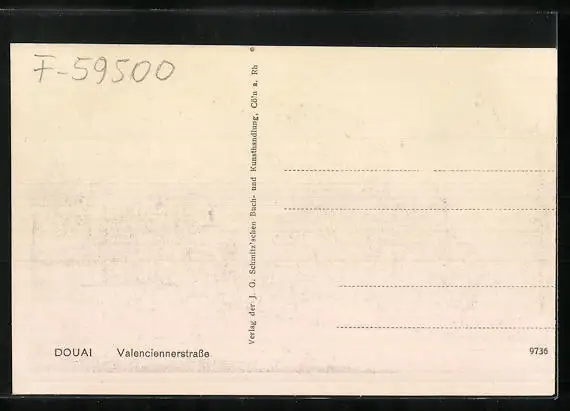 F-59500
Verlag der J. G. Schmitz'schen Buch- und Kunsthandlung, Cöln a. Rh
DOUAI Valenciennerstraße
9736